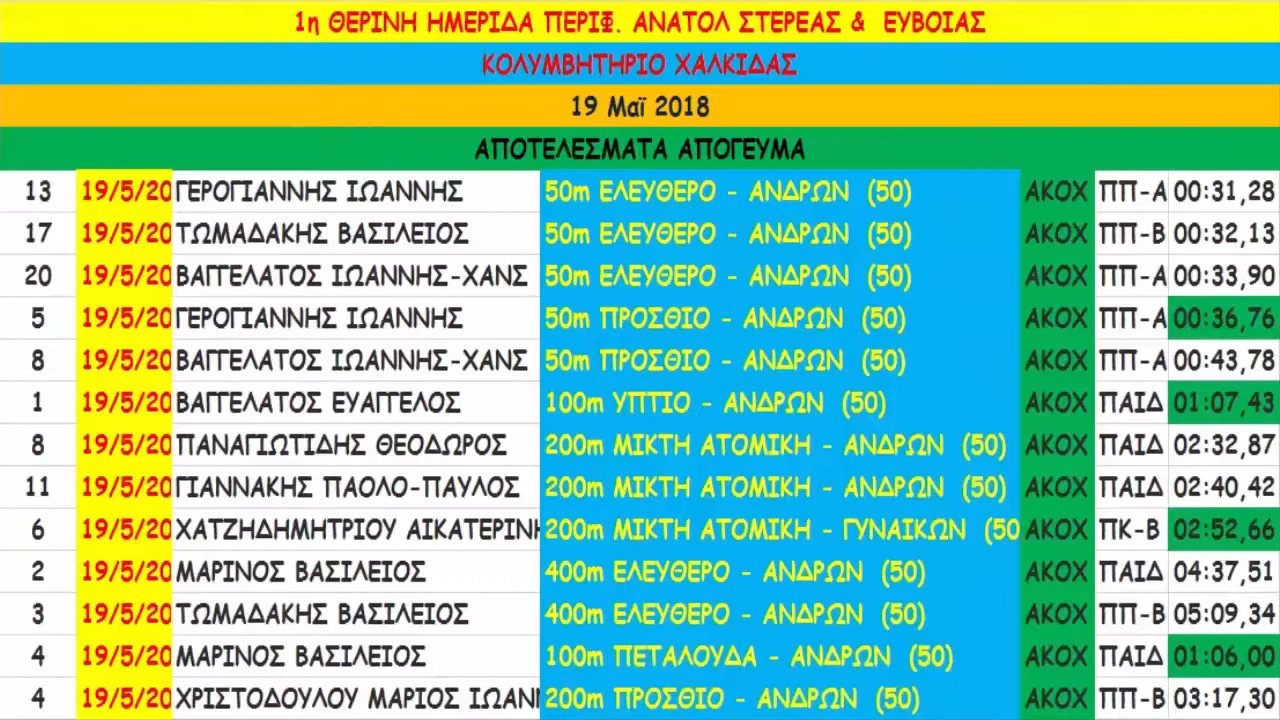 1η ΘΕΡΙΝΗ ΗΜΕΡΙΔΑ ΠΕΡΙΦ. ΑΝΑΤΟΛ ΣΤΕΡΕΑΣ & ΕΥΒΟΙΑΣ
ΚΟΛΥΜΒΗΤΗΡΙΟ ΧΑΛΚΙΔΑΣ
19 Μαϊ 2018
ΑΠΟΤΕΛΕΣΜΑΤΑ ΑΠΟΓΕΥΜΑ
13 19/5/20 ΓΕΡΟΓΙΑΝΝΗΣ ΙΩΑΝΝΗΣ 50m ΕΛΕΥΘΕΡΟ - ΑΝΔΡΩΝ (50) ΑΚΟΧ ΠΠ-Α 00:31,28
17 19/5/20 ΤΩΜΑΔΑΚΗΣ ΒΑΣΙΛΕΙΟΣ 50m ΕΛΕΥΘΕΡΟ - ΑΝΔΡΩΝ (50) ΑΚΟΧ ΠΠ-Β 00:32,13
20 19/5/20 ΒΑΓΓΕΛΑΤΟΣ ΙΩΑΝΝΗΣ-ΧΑΝΣ 50m ΕΛΕΥΘΕΡΟ - ΑΝΔΡΩΝ (50) ΑΚΟΧ ΠΠ-Α 00:33,90
5 19/5/20 ΓΕΡΟΓΙΑΝΝΗΣ ΙΩΑΝΝΗΣ 50m ΠΡΟΣΘΙΟ - ΑΝΔΡΩΝ (50) ΑΚΟΧ ΠΠ-Α 00:36,76
8 19/5/20 ΒΑΓΓΕΛΑΤΟΣ ΙΩΑΝΝΗΣ-ΧΑΝΣ 50m ΠΡΟΣΘΙΟ - ΑΝΔΡΩΝ (50) ΑΚΟΧ ΠΠ-Α 00:43,78
1 19/5/20 ΒΑΓΓΕΛΑΤΟΣ ΕΥΑΓΓΕΛΟΣ 100m ΥΠΤΙΟ - ΑΝΔΡΩΝ (50) ΑΚΟΧ ΠΑΙΔ 01:07,43
8 19/5/20 ΠΑΝΑΓΙΩΤΙΔΗΣ ΘΕΟΔΩΡΟΣ 200m ΜΙΚΤΗ ΑΤΟΜΙΚΗ - ΑΝΔΡΩΝ (50) ΑΚΟΧ ΠΑΙΔ 02:32,87
11 19/5/20 ΓΙΑΝΝΑΚΗΣ ΠΑΟΛΟ-ΠΑΥΛΟΣ 200m ΜΙΚΤΗ ΑΤΟΜΙΚΗ - ΑΝΔΡΩΝ (50) ΑΚΟΧ ΠΑΙΔ 02:40,42
6 19/5/20 ΧΑΤΖΗΔΗΜΗΤΡΙΟΥ ΑΙΚΑΤΕΡΙΝΗ 200m ΜΙΚΤΗ ΑΤΟΜΙΚΗ - ΓΥΝΑΙΚΩΝ (50 ΑΚΟΧ ΠΚ-Β 02:52,66
2 19/5/20 ΜΑΡΙΝΟΣ ΒΑΣΙΛΕΙΟΣ 400m ΕΛΕΥΘΕΡΟ - ΑΝΔΡΩΝ (50) ΑΚΟΧ ΠΑΙΔ 04:37,51
3 19/5/20 ΤΩΜΑΔΑΚΗΣ ΒΑΣΙΛΕΙΟΣ 400m ΕΛΕΥΘΕΡΟ - ΑΝΔΡΩΝ (50) ΑΚΟΧ ΠΠ-Β 05:09,34
4 19/5/20 ΜΑΡΙΝΟΣ ΒΑΣΙΛΕΙΟΣ 100m ΠΕΤΑΛΟΥΔΑ - ΑΝΔΡΩΝ (50) ΑΚΟΧ ΠΑΙΔ 01:06,00
4 19/5/20 ΧΡΙΣΤΟΔΟΥΛΟΥ ΜΑΡΙΟΣ ΙΩΑΝΝ 200m ΠΡΟΣΘΙΟ - ΑΝΔΡΩΝ (50) ΑΚΟΧ ΠΠ-Β 03:17,30